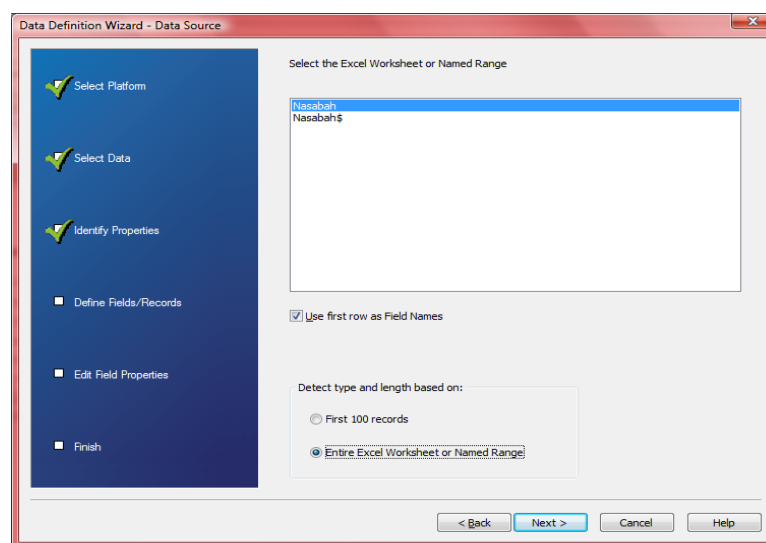 Data Definition Wizard - Data Source
Select Platform
Select Data
Identify Properties
Define Fields/Records
Edit Field Properties
Finish
Select the Excel Worksheet or Named Range
Nasabah
Nasabah$
Use first row as Field Names
Detect type and length based on:
First 100 records
Entire Excel Worksheet or Named Range
< Back
Next >
Cancel
Help